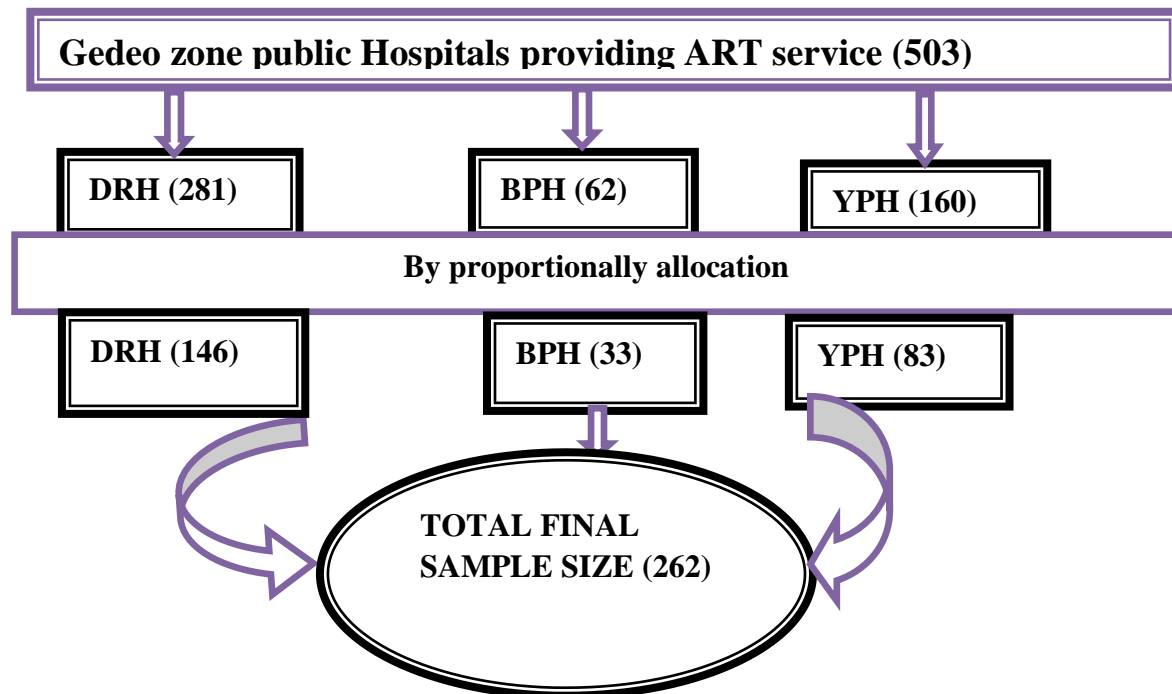 Gedeo zone public Hospitals providing ART service (503)
DRH (281)
BPH (62)
YPH (160)
By proportionally allocation
DRH (146)
BPH (33)
YPH (83)
TOTAL FINAL
SAMPLE SIZE (262)